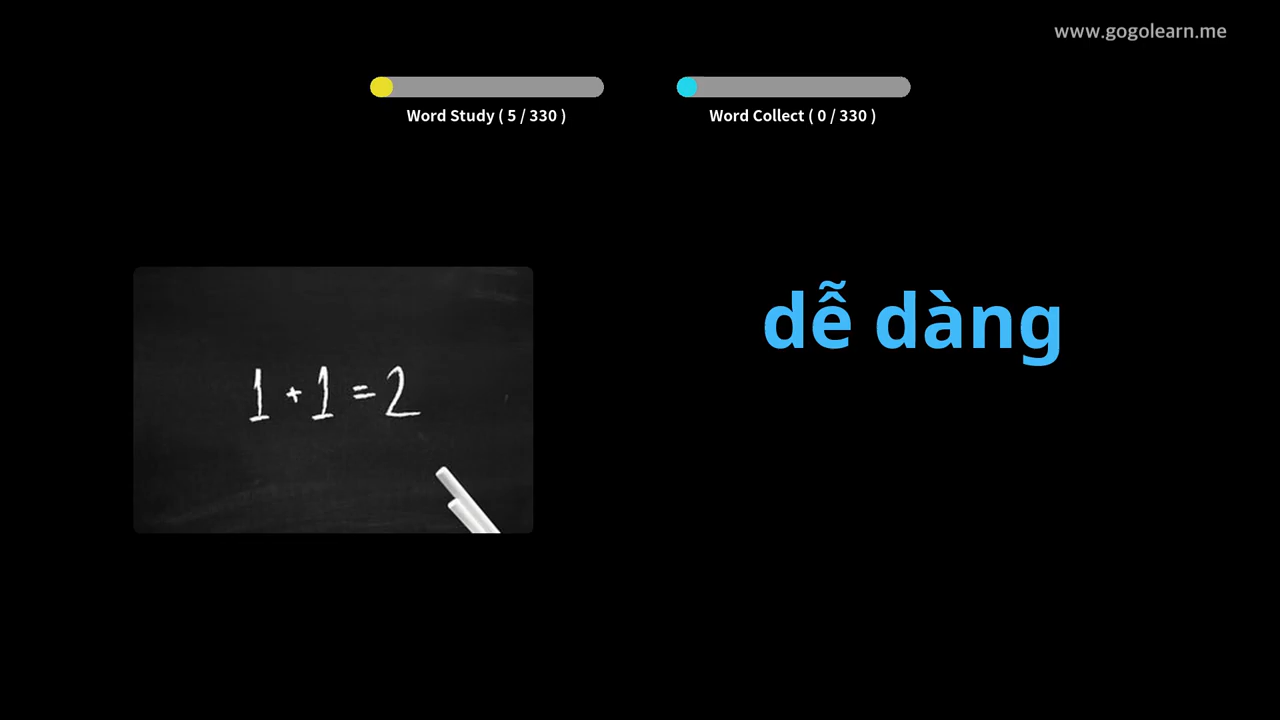 www.gogolearn.me
Word Study ( 5 / 330 )
Word Collect ( 0 / 330 )
1 + 1 = 2
dễ dàng